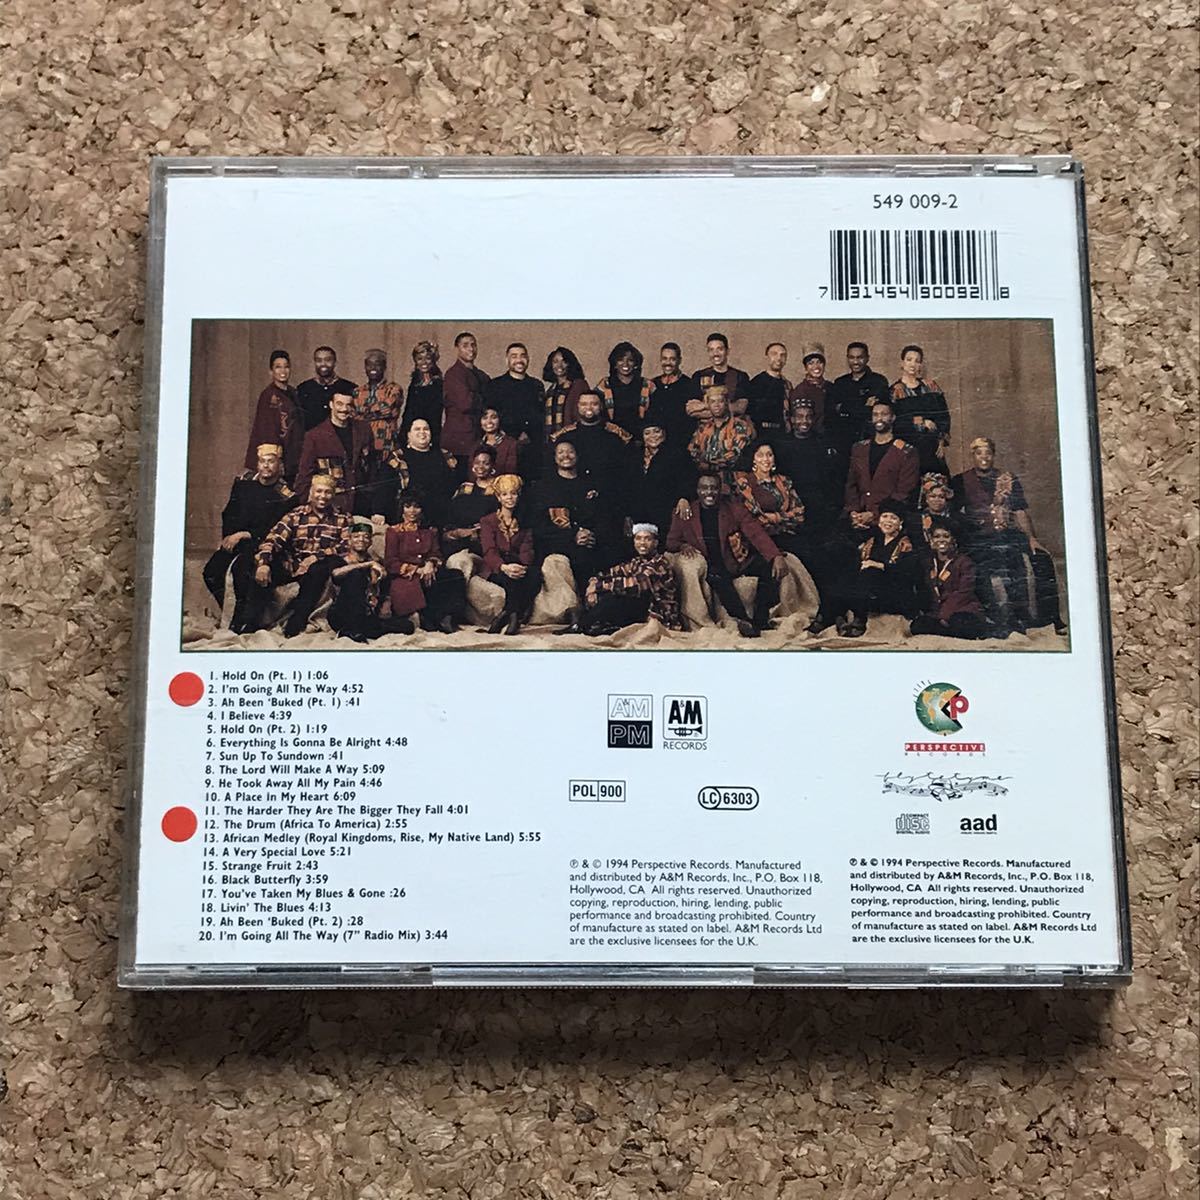 549 009-2
7 31454 90092 8
1. Hold On (Pt. 1) 1:06
2. I'm Going All The Way 4:52
3. Ah Been 'Buked (Pt. 1) :41
4. I Believe 4:39
5. Hold On (Pt. 2) 1:19
6. Everything Is Gonna Be Alright 4:48
7. Sun Up To Sundown :41
8. The Lord Will Make A Way 5:09
9. He Took Away All My Pain 4:46
10. A Place In My Heart 6:09
11. The Harder They Are The Bigger They Fall 4:01
12. The Drum (Africa To America) 2:55
13. African Medley (Royal Kingdoms, Rise, My Native Land) 5:55
14. A Very Special Love 5:21
15. Strange Fruit 2:43
16. Black Butterfly 3:59
17. You've Taken My Blues & Gone :26
18. Livin' The Blues 4:13
19. Ah Been 'Buked (Pt. 2) :28
20. I'm Going All The Way (7" Radio Mix) 3:44
A&M
PM
A&M
RECORDS
POL 900
LC 6303
P
PERSPECTIVE
RECORDS
flytetyme
COMPACT
disc
DIGITAL AUDIO
aad
℗ & © 1994 Perspective Records. Manufactured
and distributed by A&M Records, Inc., P.O. Box 118,
Hollywood, CA All rights reserved. Unauthorized
copying, reproduction, hiring, lending, public
performance and broadcasting prohibited. Country
of manufacture as stated on label. A&M Records Ltd
are the exclusive licensees for the U.K.
℗ & © 1994 Perspective Records. Manufactured
and distributed by A&M Records, Inc., P.O. Box 118,
Hollywood, CA All rights reserved. Unauthorized
copying, reproduction, hiring, lending, public
performance and broadcasting prohibited. Country
of manufacture as stated on label. A&M Records Ltd
are the exclusive licensees for the U.K.